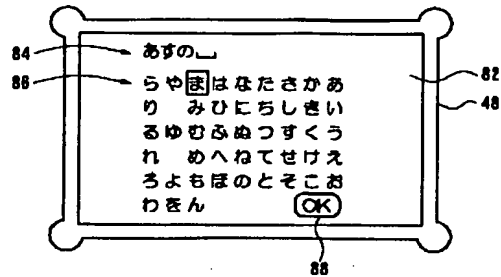 84 あすの␣
86 らやまはなたさかあ 82
り みひにちしきい 48
るゆむふぬつすくう
れ めへねてせけえ
ろよもほのとそこお
わをん OK
88